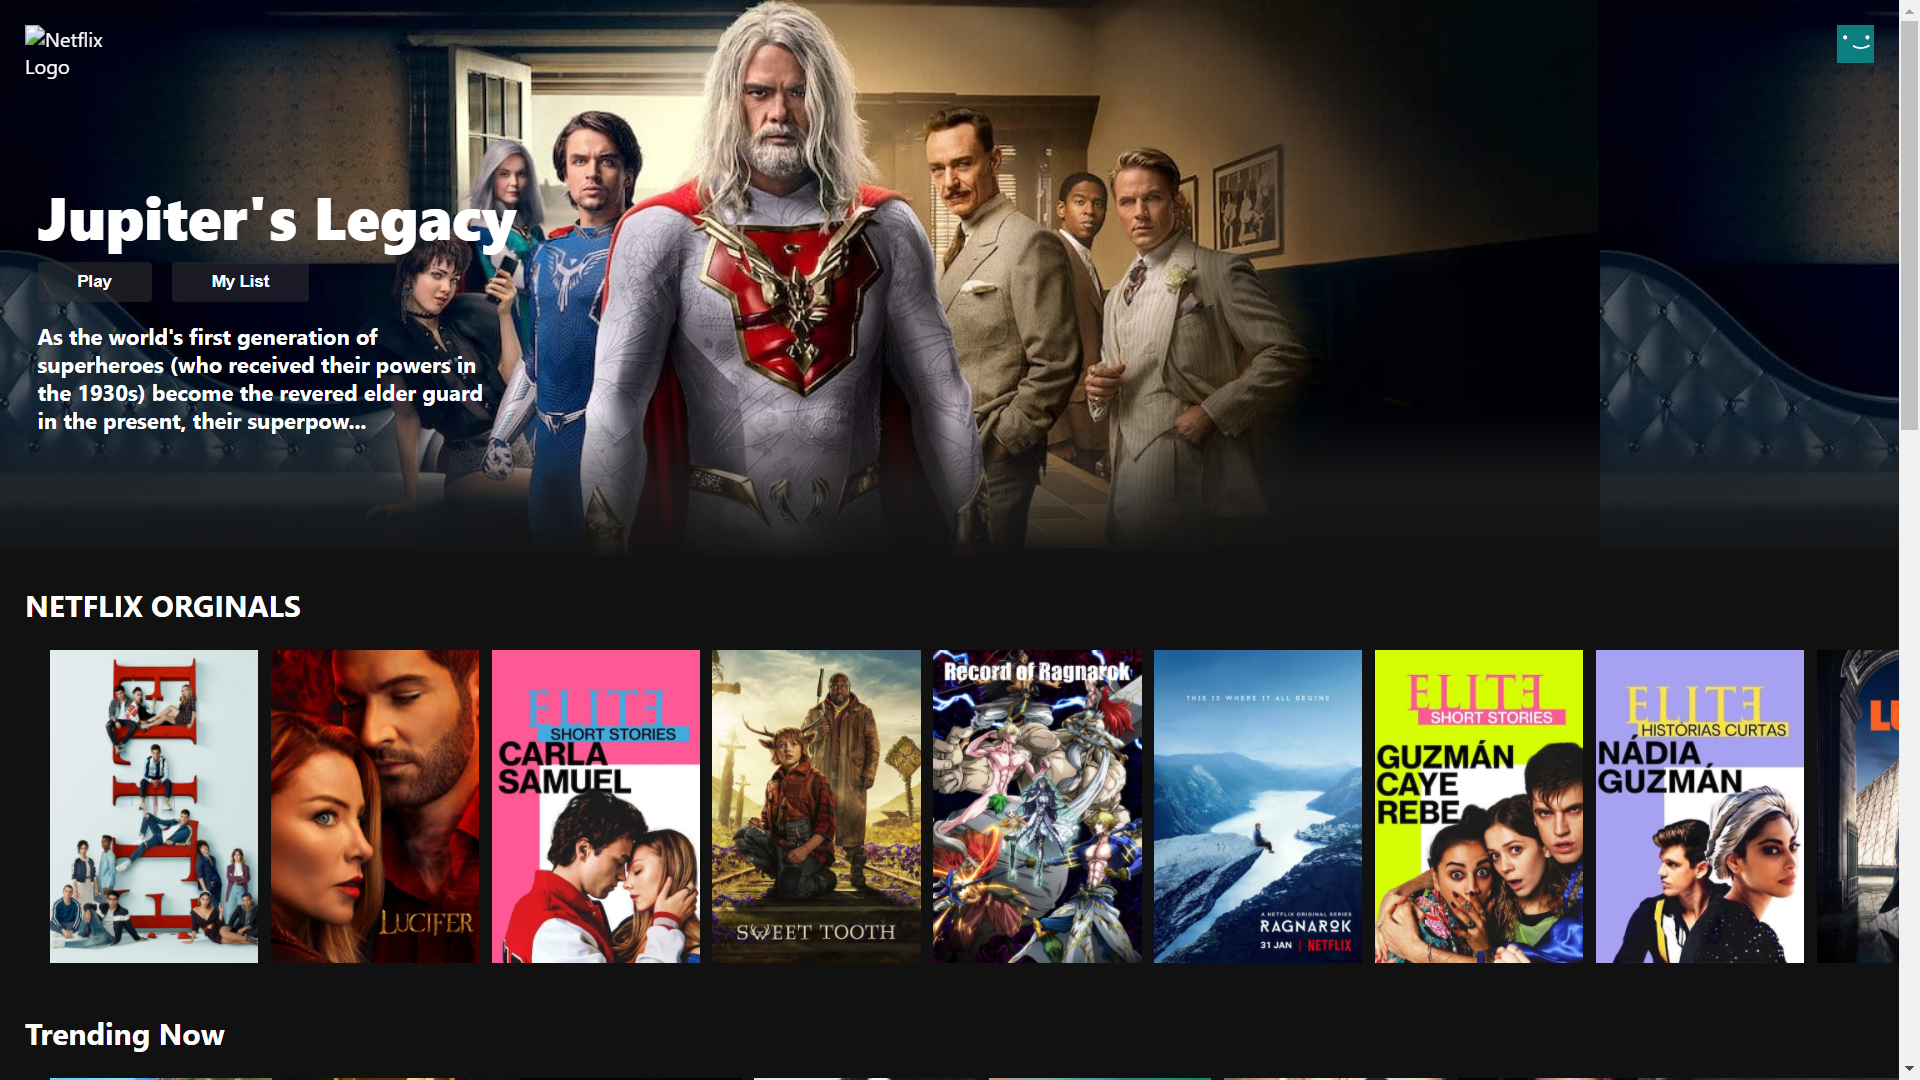 Netflix
Logo
Jupiter's Legacy
Play
My List
As the world's first generation of
superheroes (who received their powers in
the 1930s) become the revered elder guard
in the present, their superpow...
NETFLIX ORGINALS
ELITE
LUCIFER
ELITE
SHORT STORIES
CARLA
SAMUEL
SWEET TOOTH
Record of Ragnarok
THIS IS WHERE IT ALL BEGINS
A NETFLIX ORIGINAL SERIES
RAGNAROK
31 JAN | NETFLIX
ELITE
SHORT STORIES
GUZMÁN
CAYE
REBE
ELITE
HISTÓRIAS CURTAS
NÁDIA
GUZMÁN
LU
Trending Now